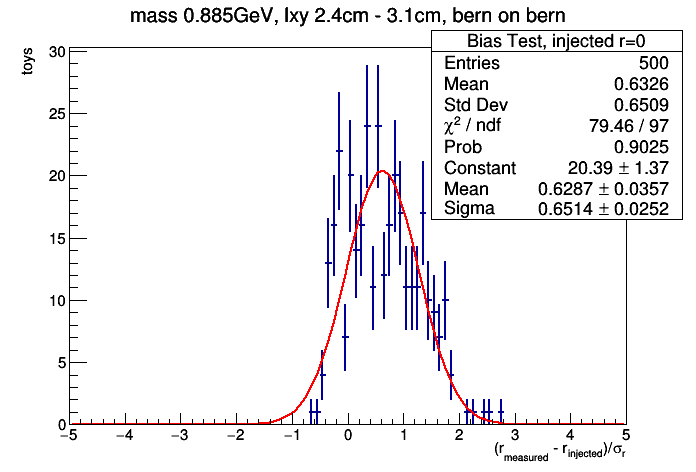 mass 0.885GeV, lxy 2.4cm - 3.1cm, bern on bern
toys
Bias Test, injected r=0
Entries 500
Mean 0.6326
Std Dev 0.6509
χ² / ndf 79.46 / 97
Prob 0.9025
Constant 20.39 ± 1.37
Mean 0.6287 ± 0.0357
Sigma 0.6514 ± 0.0252
30
25
20
15
10
5
0
−5 −4 −3 −2 −1 0 1 2 3 4 5
(r_measured - r_injected)/σ_r